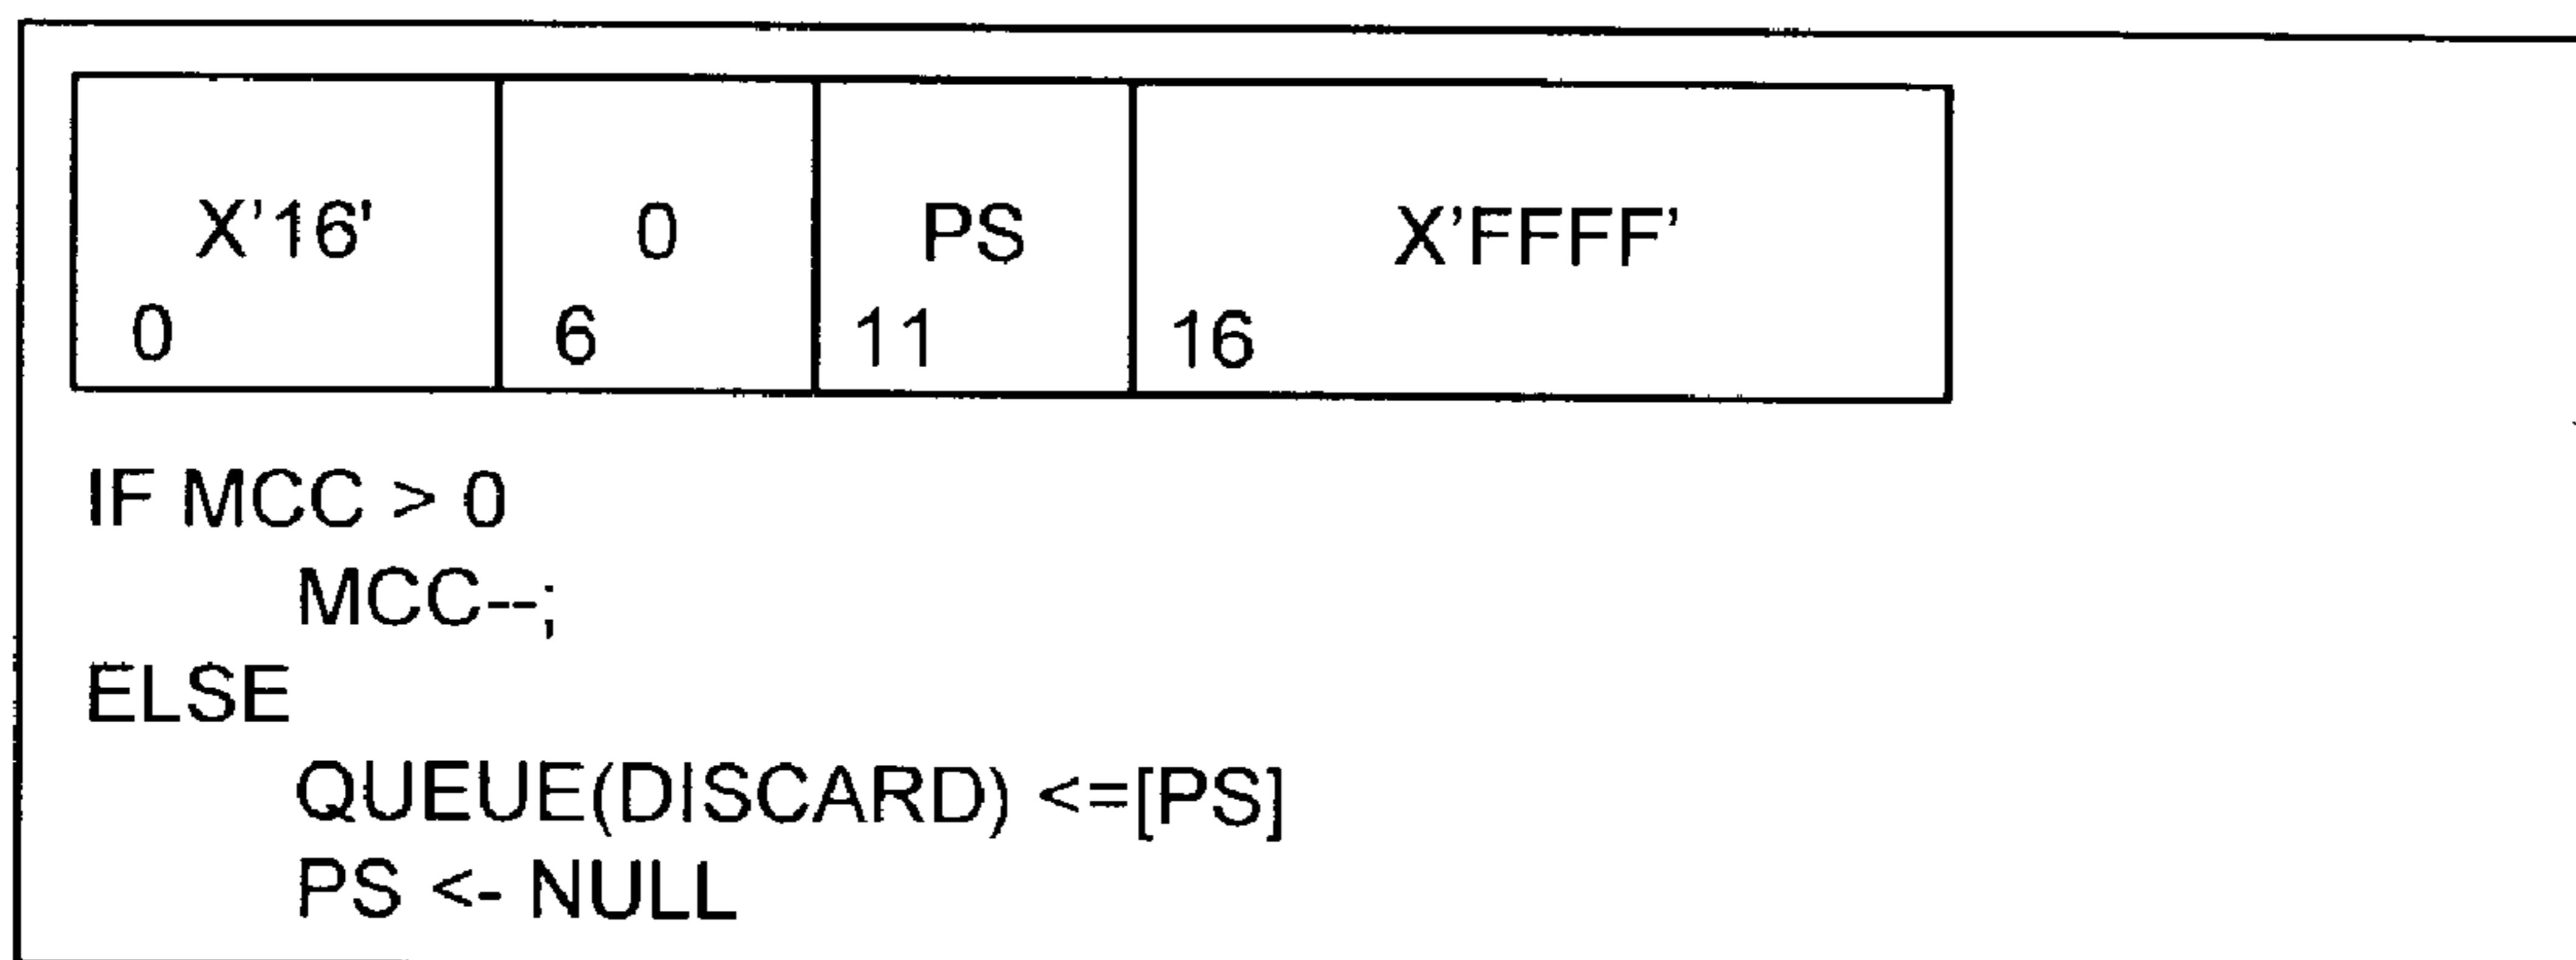 X'16' 0 PS X'FFFF'
0 6 11 16
IF MCC > 0
MCC--;
ELSE
QUEUE(DISCARD) <=[PS]
PS <- NULL